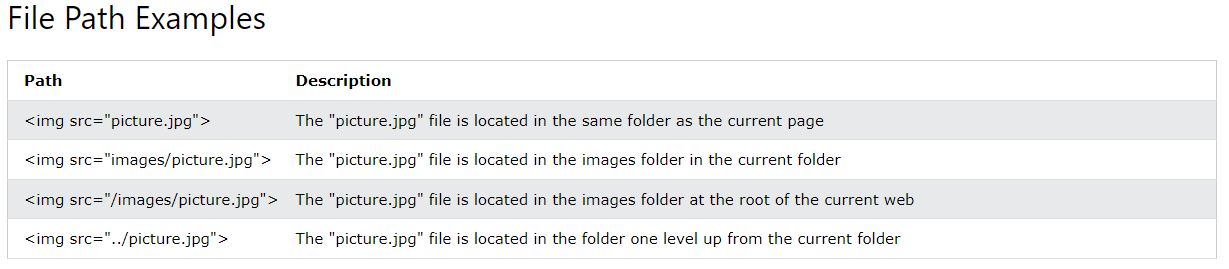 File Path Examples
Path Description
<img src="picture.jpg"> The "picture.jpg" file is located in the same folder as the current page
<img src="images/picture.jpg"> The "picture.jpg" file is located in the images folder in the current folder
<img src="/images/picture.jpg"> The "picture.jpg" file is located in the images folder at the root of the current web
<img src="../picture.jpg"> The "picture.jpg" file is located in the folder one level up from the current folder